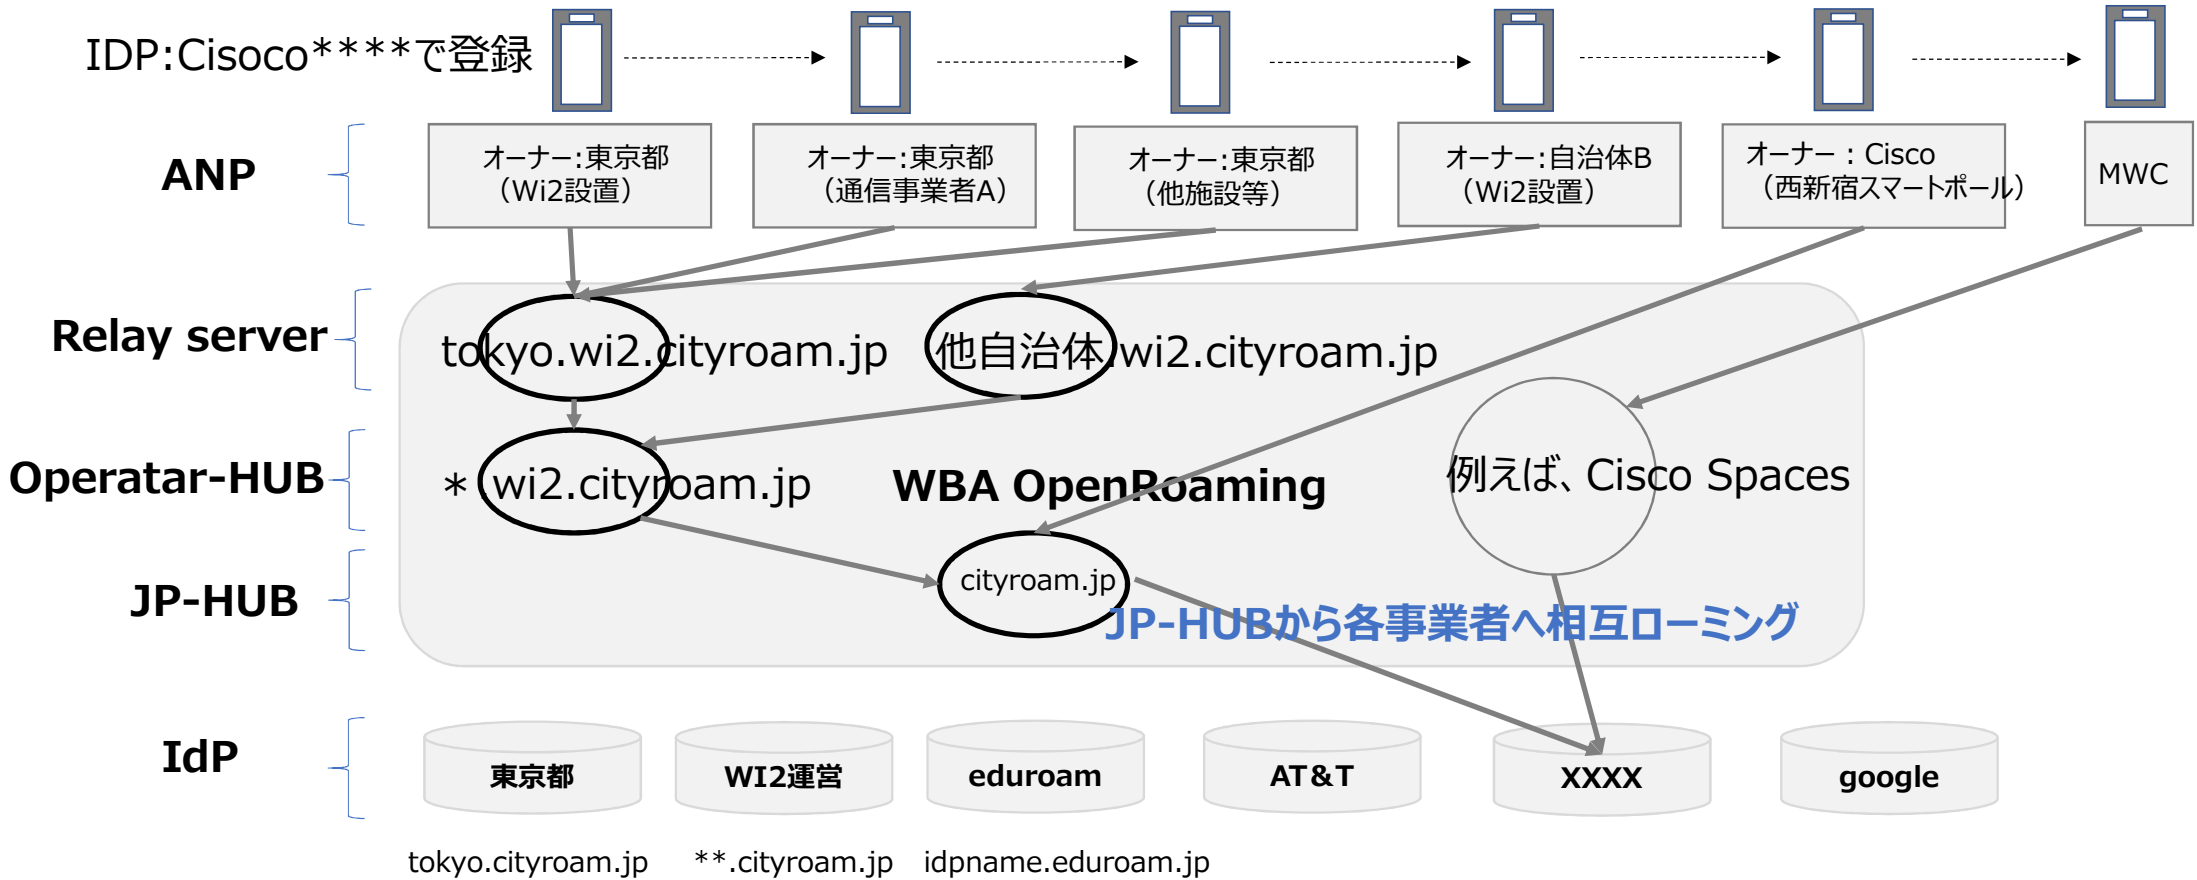 IDP:Cisoco****で登録
ANP
オーナー:東京都
（Wi2設置）
オーナー:東京都
（通信事業者A）
オーナー:東京都
（他施設等）
オーナー:自治体B
（Wi2設置）
オーナー：Cisco
（西新宿スマートポール）
MWC
Relay server
tokyo.wi2.cityroam.jp
他自治体.wi2.cityroam.jp
Operatar-HUB
*.wi2.cityroam.jp
WBA OpenRoaming
例えば、Cisco Spaces
JP-HUB
cityroam.jp
JP-HUBから各事業者へ相互ローミング
IdP
東京都
WI2運営
eduroam
AT&T
XXXX
google
tokyo.cityroam.jp
**.cityroam.jp
idpname.eduroam.jp